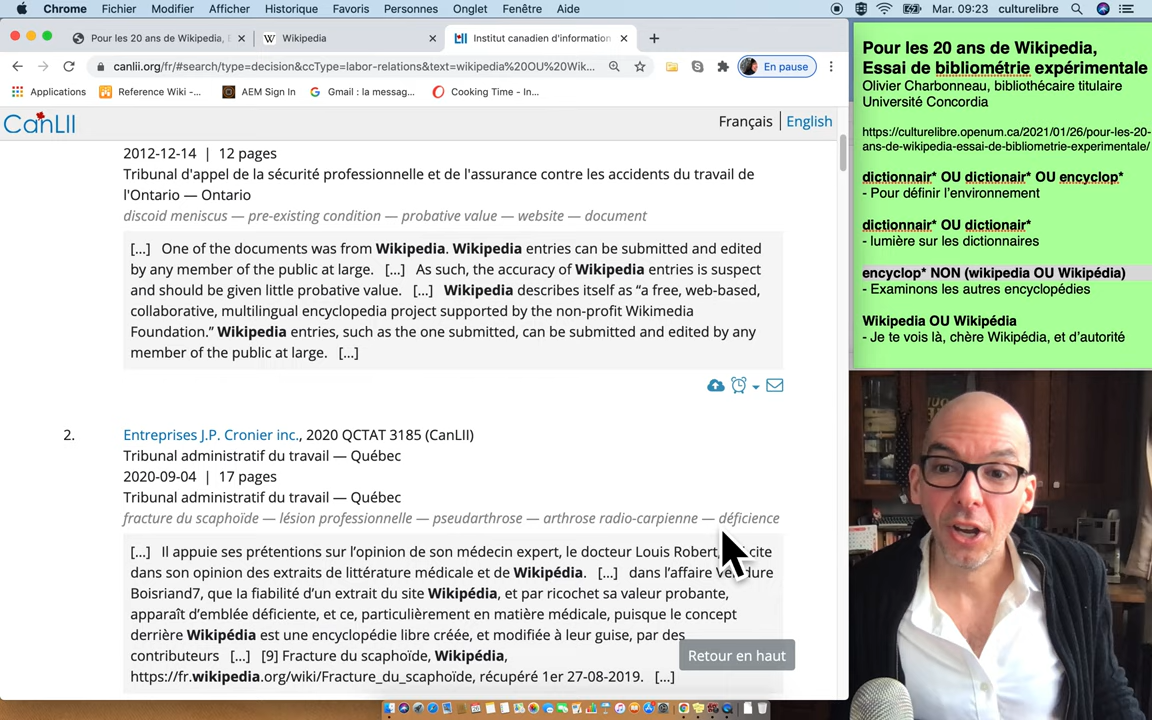 Chrome Fichier Modifier Afficher Historique Favoris Personnes Onglet Fenêtre Aide Mar. 09:23 culturelibre
Pour les 20 ans de Wikipedia, Wikipedia Institut canadien d'information
canlii.org/fr/#search/type=decision&ccType=labor-relations&text=wikipedia%20OU%20Wik... En pause
Applications Reference Wiki -... AEM Sign In Gmail : la messag... Cooking Time - In...
CanLII Français English
2012-12-14 | 12 pages
Tribunal d'appel de la sécurité professionnelle et de l'assurance contre les accidents du travail de
l'Ontario — Ontario
discoid meniscus — pre-existing condition — probative value — website — document
[...] One of the documents was from Wikipedia. Wikipedia entries can be submitted and edited
by any member of the public at large. [...] As such, the accuracy of Wikipedia entries is suspect
and should be given little probative value. [...] Wikipedia describes itself as “a free, web-based,
collaborative, multilingual encyclopedia project supported by the non-profit Wikimedia
Foundation.” Wikipedia entries, such as the one submitted, can be submitted and edited by any
member of the public at large. [...]
2. Entreprises J.P. Cronier inc., 2020 QCTAT 3185 (CanLII)
Tribunal administratif du travail — Québec
2020-09-04 | 17 pages
Tribunal administratif du travail — Québec
fracture du scaphoïde — lésion professionnelle — pseudarthrose — arthrose radio-carpienne — déficience
[...] Il appuie ses prétentions sur l’opinion de son médecin expert, le docteur Louis Robert, cite
dans son opinion des extraits de littérature médicale et de Wikipédia. [...] dans l’affaire
Boisriand7, que la fiabilité d’un extrait du site Wikipédia, et par ricochet sa valeur probante,
apparaît d’emblée déficiente, et ce, particulièrement en matière médicale, puisque le concept
derrière Wikipédia est une encyclopédie libre créée, et modifiée à leur guise, par des
contributeurs [...] [9] Fracture du scaphoïde, Wikipédia,
https://fr.wikipedia.org/wiki/Fracture_du_scaphoïde, récupéré 1er 27-08-2019. [...]
Retour en haut
Pour les 20 ans de Wikipedia,
Essai de bibliométrie expérimentale
Olivier Charbonneau, bibliothécaire titulaire
Université Concordia
https://culturelibre.openum.ca/2021/01/26/pour-les-20-
ans-de-wikipedia-essai-de-bibliometrie-experimentale/
dictionnair* OU dictionair* OU encyclop*
- Pour définir l’environnement
dictionnair* OU dictionair*
- lumière sur les dictionnaires
encyclop* NON (wikipedia OU Wikipédia)
- Examinons les autres encyclopédies
Wikipedia OU Wikipédia
- Je te vois là, chère Wikipédia, et d’autorité